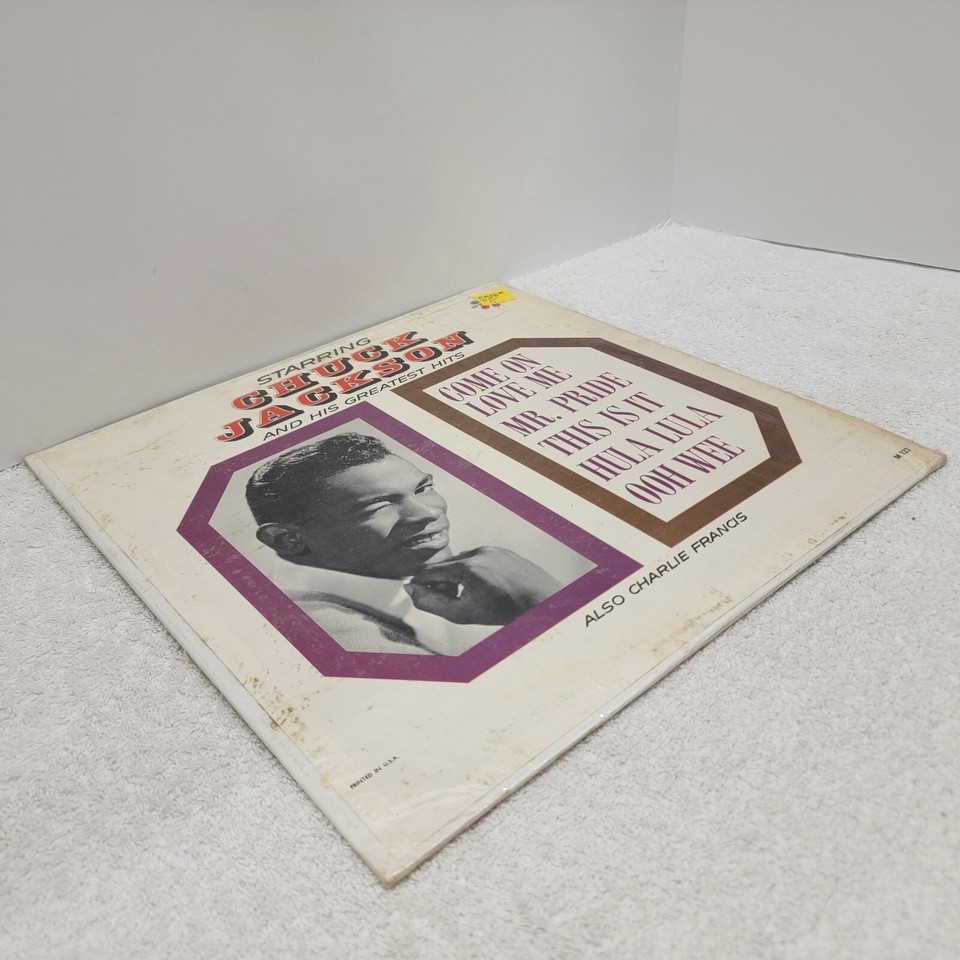 STARRING
CHUCK
JACKSON
AND HIS GREATEST HITS
COME ON
LOVE ME
MR. PRIDE
THIS IS IT
HULA LULA
OOH WEE
ALSO CHARLIE FRANCIS
M 123
PRINTED IN U.S.A.